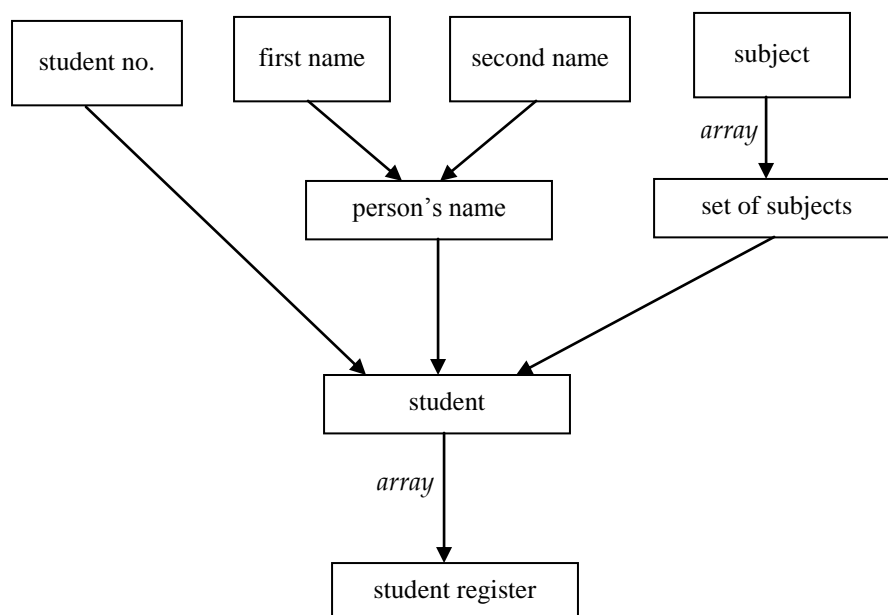 student no.
first name
second name
subject
array
person’s name
set of subjects
student
array
student register